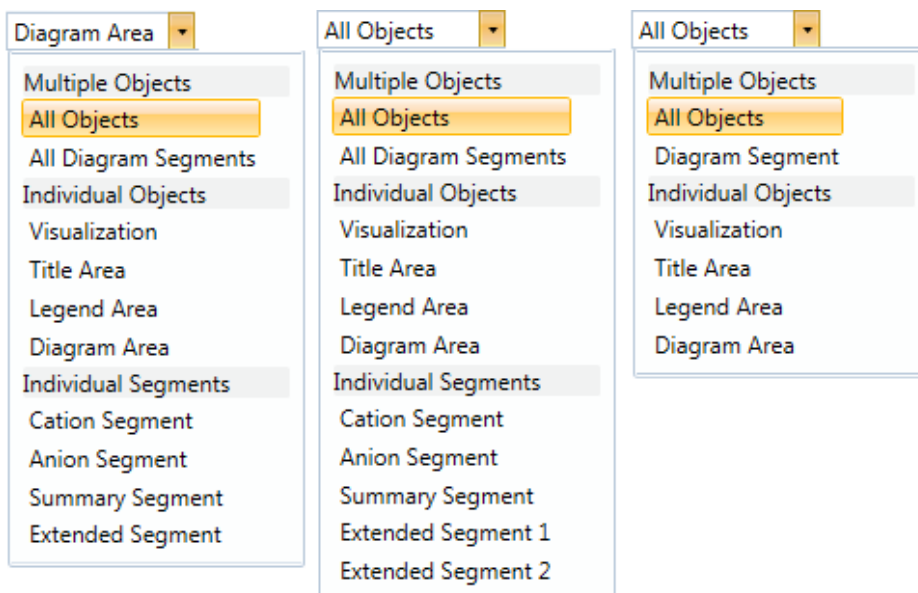 Diagram Area
Multiple Objects
All Objects
All Diagram Segments
Individual Objects
Visualization
Title Area
Legend Area
Diagram Area
Individual Segments
Cation Segment
Anion Segment
Summary Segment
Extended Segment
All Objects
Multiple Objects
All Objects
All Diagram Segments
Individual Objects
Visualization
Title Area
Legend Area
Diagram Area
Individual Segments
Cation Segment
Anion Segment
Summary Segment
Extended Segment 1
Extended Segment 2
All Objects
Multiple Objects
All Objects
Diagram Segment
Individual Objects
Visualization
Title Area
Legend Area
Diagram Area